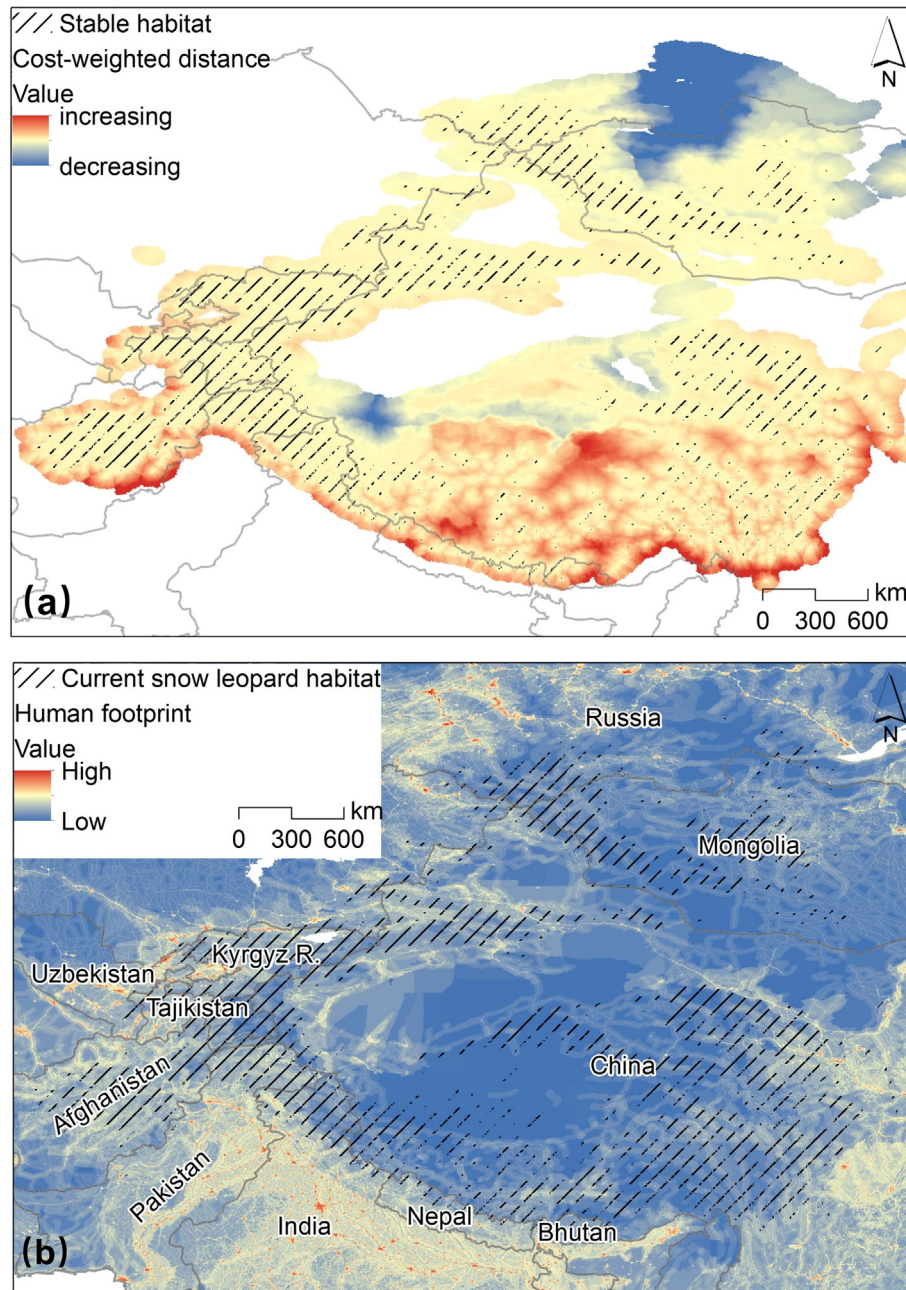 Stable habitat
Cost-weighted distance
Value
increasing
decreasing
N
km
0 300 600
(a)
Current snow leopard habitat
Human footprint
Value
High
Low
km
0 300 600
N
Russia
Mongolia
Kyrgyz R.
Uzbekistan
Tajikistan
China
Afghanistan
Pakistan
India
Nepal
Bhutan
(b)